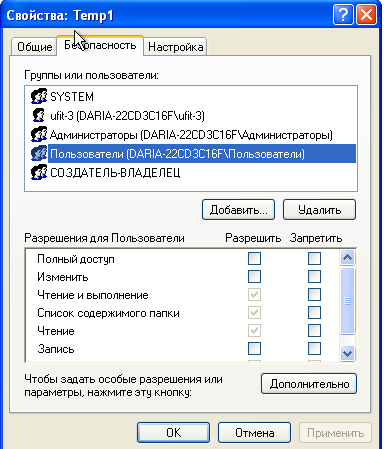 Свойства: Temp1
Общие Безопасность Настройка
Группы или пользователи:
SYSTEM
ufit-3 (DARIA-22CD3C16F\ufit-3)
Администраторы (DARIA-22CD3C16F\Администраторы)
Пользователи (DARIA-22CD3C16F\Пользователи)
СОЗДАТЕЛЬ-ВЛАДЕЛЕЦ
Добавить... Удалить
Разрешения для Пользователи Разрешить Запретить
Полный доступ
Изменить
Чтение и выполнение
Список содержимого папки
Чтение
Запись
Чтобы задать особые разрешения или
параметры, нажмите эту кнопку: Дополнительно
OK Отмена Применить